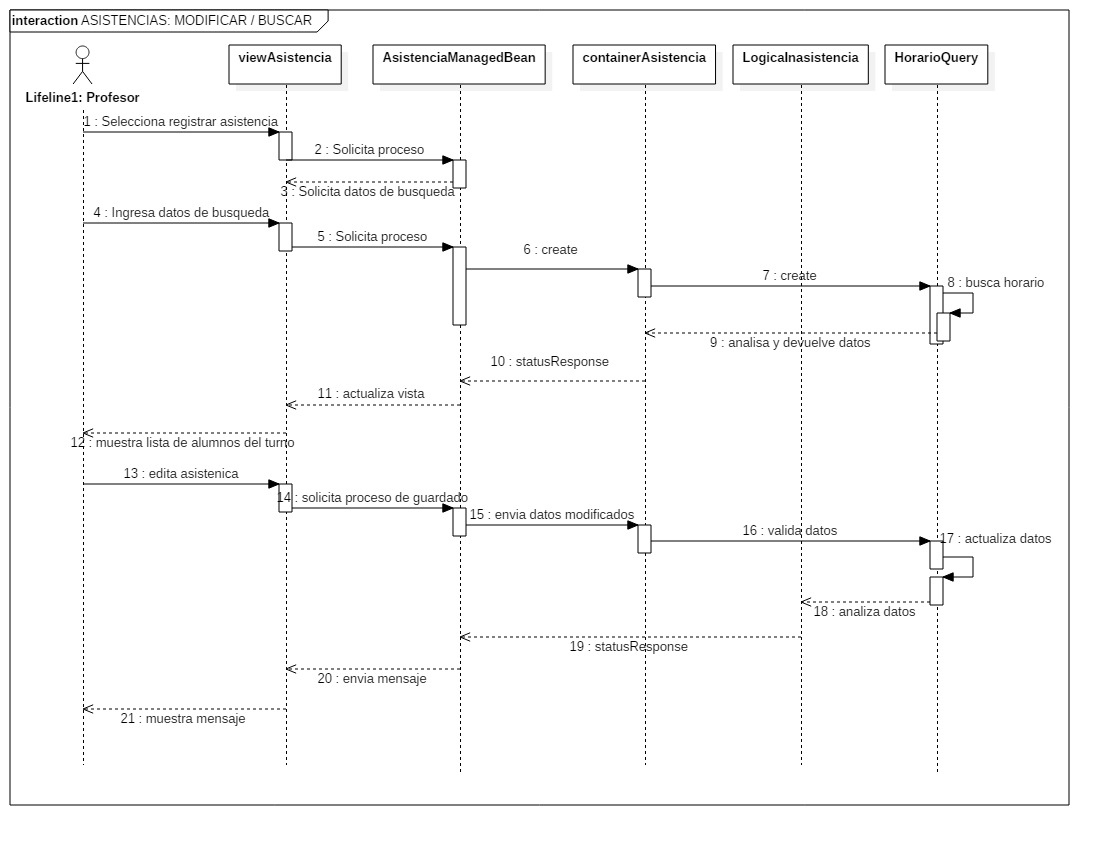 interaction ASISTENCIAS: MODIFICAR / BUSCAR
viewAsistencia
AsistenciaManagedBean
containerAsistencia
LogicaInasistencia
HorarioQuery
Lifeline1: Profesor
1 : Selecciona registrar asistencia
2 : Solicita proceso
3 : Solicita datos de busqueda
4 : Ingresa datos de busqueda
5 : Solicita proceso
6 : create
7 : create
8 : busca horario
9 : analisa y devuelve datos
10 : statusResponse
11 : actualiza vista
12 : muestra lista de alumnos del turno
13 : edita asistenica
14 : solicita proceso de guardado
15 : envia datos modificados
16 : valida datos
17 : actualiza datos
18 : analiza datos
19 : statusResponse
20 : envia mensaje
21 : muestra mensaje